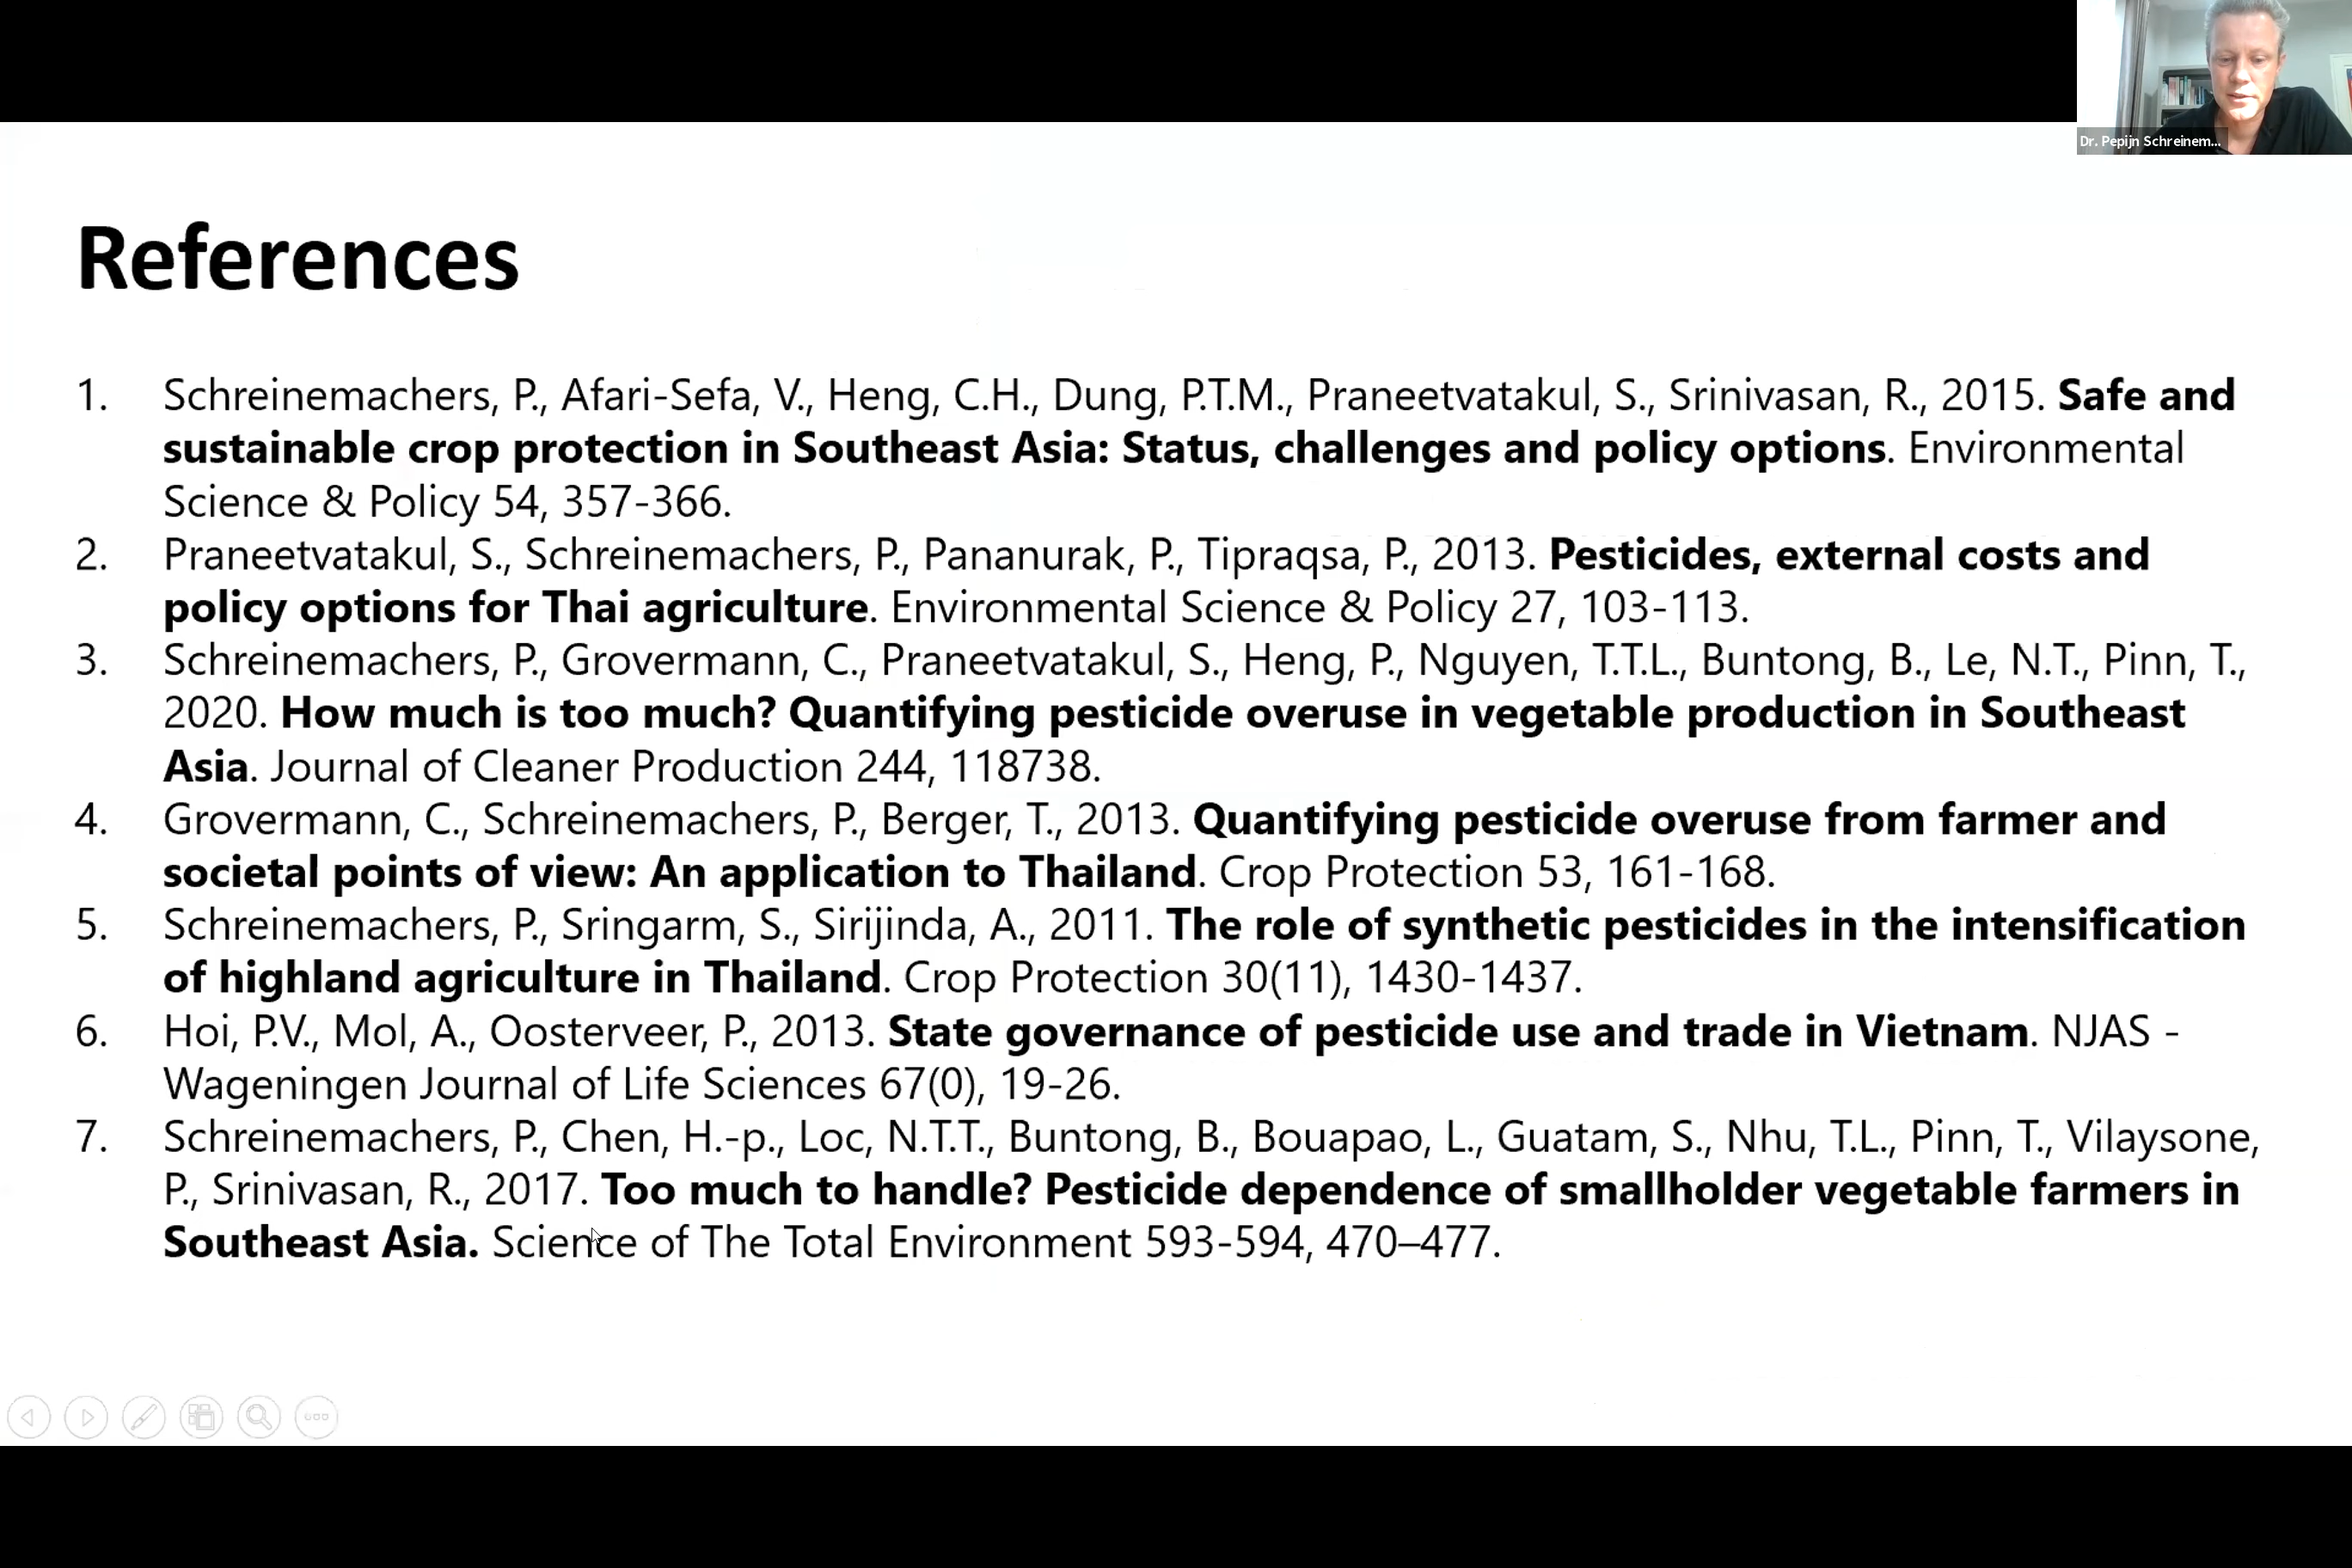 Dr. Pepijn Schreinem...
References
1. Schreinemachers, P., Afari-Sefa, V., Heng, C.H., Dung, P.T.M., Praneetvatakul, S., Srinivasan, R., 2015. Safe and
sustainable crop protection in Southeast Asia: Status, challenges and policy options. Environmental
Science & Policy 54, 357-366.
2. Praneetvatakul, S., Schreinemachers, P., Pananurak, P., Tipraqsa, P., 2013. Pesticides, external costs and
policy options for Thai agriculture. Environmental Science & Policy 27, 103-113.
3. Schreinemachers, P., Grovermann, C., Praneetvatakul, S., Heng, P., Nguyen, T.T.L., Buntong, B., Le, N.T., Pinn, T.,
2020. How much is too much? Quantifying pesticide overuse in vegetable production in Southeast
Asia. Journal of Cleaner Production 244, 118738.
4. Grovermann, C., Schreinemachers, P., Berger, T., 2013. Quantifying pesticide overuse from farmer and
societal points of view: An application to Thailand. Crop Protection 53, 161-168.
5. Schreinemachers, P., Sringarm, S., Sirijinda, A., 2011. The role of synthetic pesticides in the intensification
of highland agriculture in Thailand. Crop Protection 30(11), 1430-1437.
6. Hoi, P.V., Mol, A., Oosterveer, P., 2013. State governance of pesticide use and trade in Vietnam. NJAS -
Wageningen Journal of Life Sciences 67(0), 19-26.
7. Schreinemachers, P., Chen, H.-p., Loc, N.T.T., Buntong, B., Bouapao, L., Guatam, S., Nhu, T.L., Pinn, T., Vilaysone,
P., Srinivasan, R., 2017. Too much to handle? Pesticide dependence of smallholder vegetable farmers in
Southeast Asia. Science of The Total Environment 593-594, 470–477.